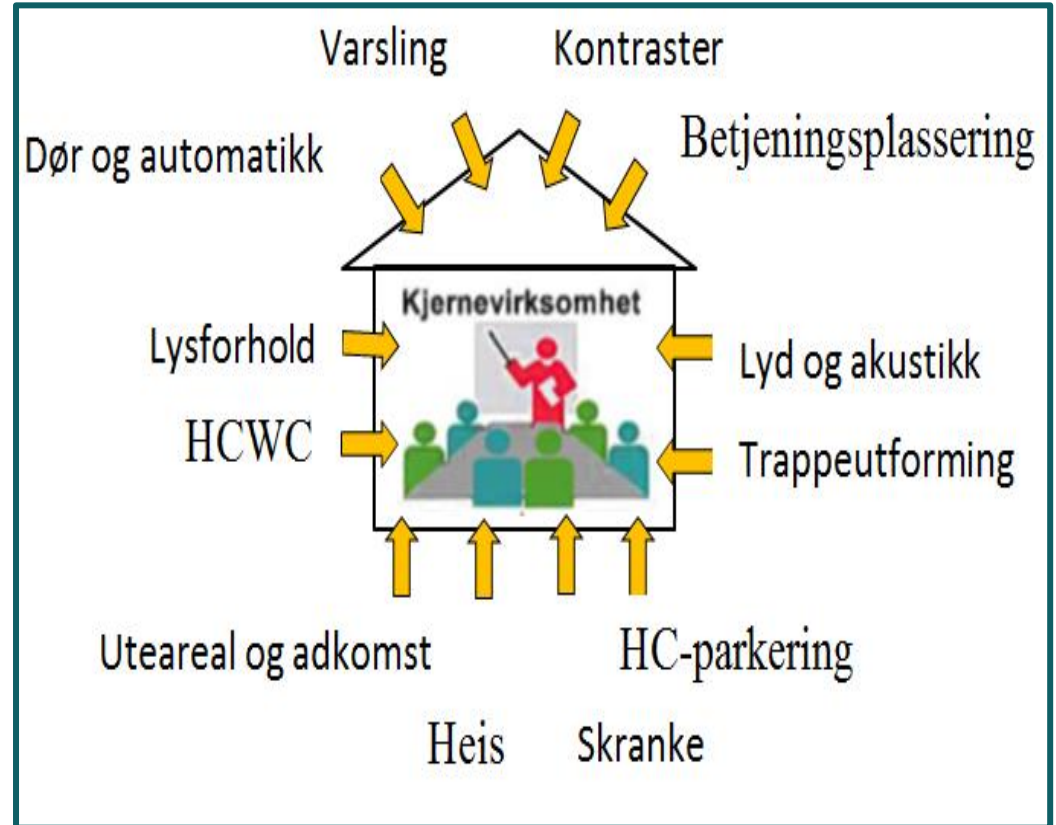 Varsling
Kontraster
Dør og automatikk
Betjeningsplassering
Kjernevirksomhet
Lysforhold
Lyd og akustikk
HCWC
Trappeutforming
Uteareal og adkomst
HC-parkering
Heis
Skranke